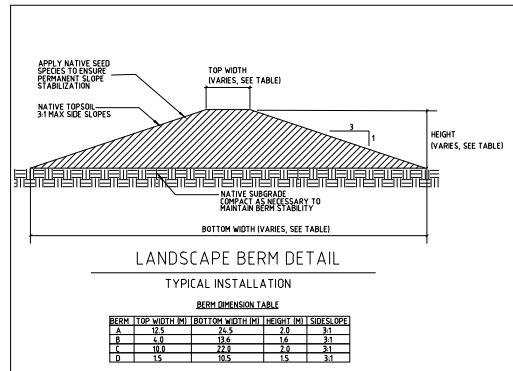 APPLY NATIVE SEED
SPECIES TO ENSURE
PERMANENT SLOPE
STABILIZATION
TOP WIDTH
(VARIES, SEE TABLE)
NATIVE TOPSOIL
3:1 MAX SIDE SLOPES
3
1
HEIGHT
(VARIES, SEE TABLE)
NATIVE SUBGRADE
COMPACT AS NECESSARY TO
MAINTAIN BERM STABILITY
BOTTOM WIDTH (VARIES, SEE TABLE)
LANDSCAPE BERM DETAIL
TYPICAL INSTALLATION
BERM DIMENSION TABLE
BERM TOP WIDTH (M) BOTTOM WIDTH (M) HEIGHT (M) SIDESLOPE
A 12.5 24.5 2.0 3:1
B 4.0 13.6 1.6 3:1
C 10.0 22.0 2.0 3:1
D 1.5 10.5 1.5 3:1